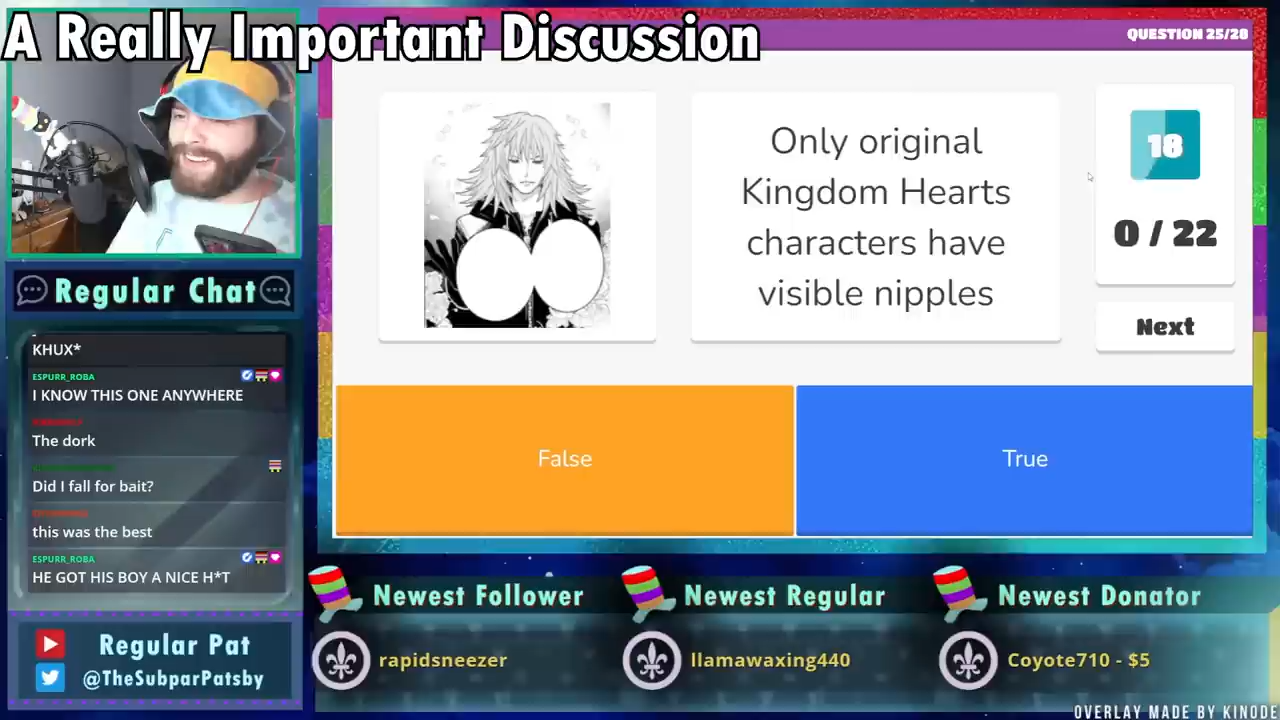 A Really Important Discussion
QUESTION 25/28
Only original
Kingdom Hearts
characters have
visible nipples
18
0 / 22
Next
False
True
Regular Chat
KHUX*
ESPURR_ROBA
I KNOW THIS ONE ANYWHERE
The dork
Did I fall for bait?
this was the best
ESPURR_ROBA
HE GOT HIS BOY A NICE H*T
Regular Pat
@TheSubparPatsby
Newest Follower
rapidsneezer
Newest Regular
llamawaxing440
Newest Donator
Coyote710 - $5
OVERLAY MADE BY KINODE